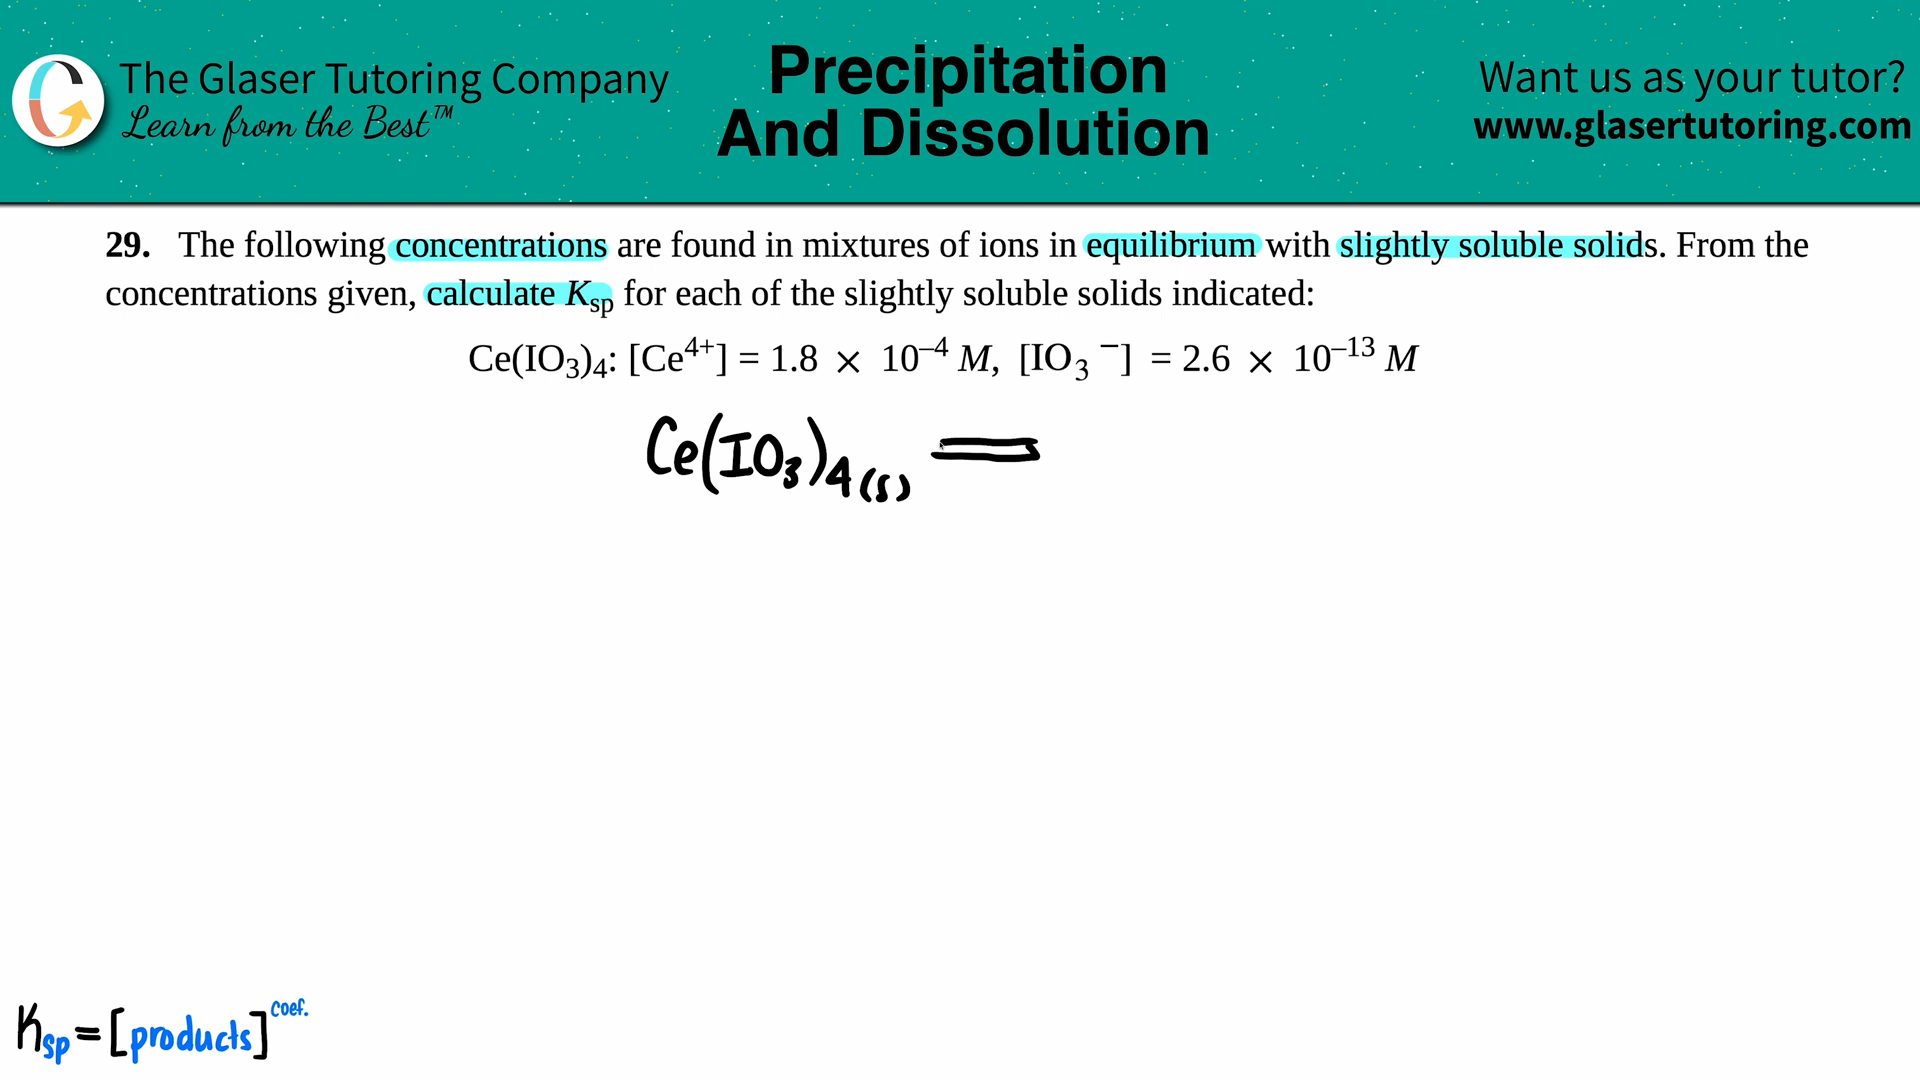 The Glaser Tutoring Company
Learn from the Best™
Precipitation
And Dissolution
Want us as your tutor?
www.glasertutoring.com
29. The following concentrations are found in mixtures of ions in equilibrium with slightly soluble solids. From the
concentrations given, calculate Ksp for each of the slightly soluble solids indicated:
Ce(IO₃)₄: [Ce⁴⁺] = 1.8 × 10⁻⁴ M, [IO₃⁻] = 2.6 × 10⁻¹³ M
Ce(IO₃)₄(s) =
Ksp = [products]^coef.